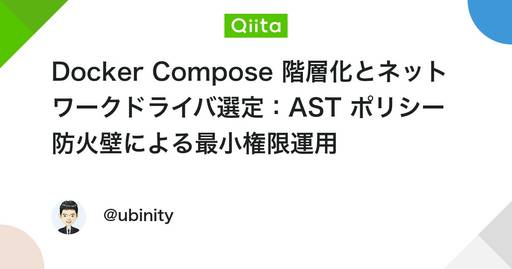 Qiita
Docker Compose 階層化とネット
ワークドライバ選定：AST ポリシー
防火壁による最小権限運用
@ubinity